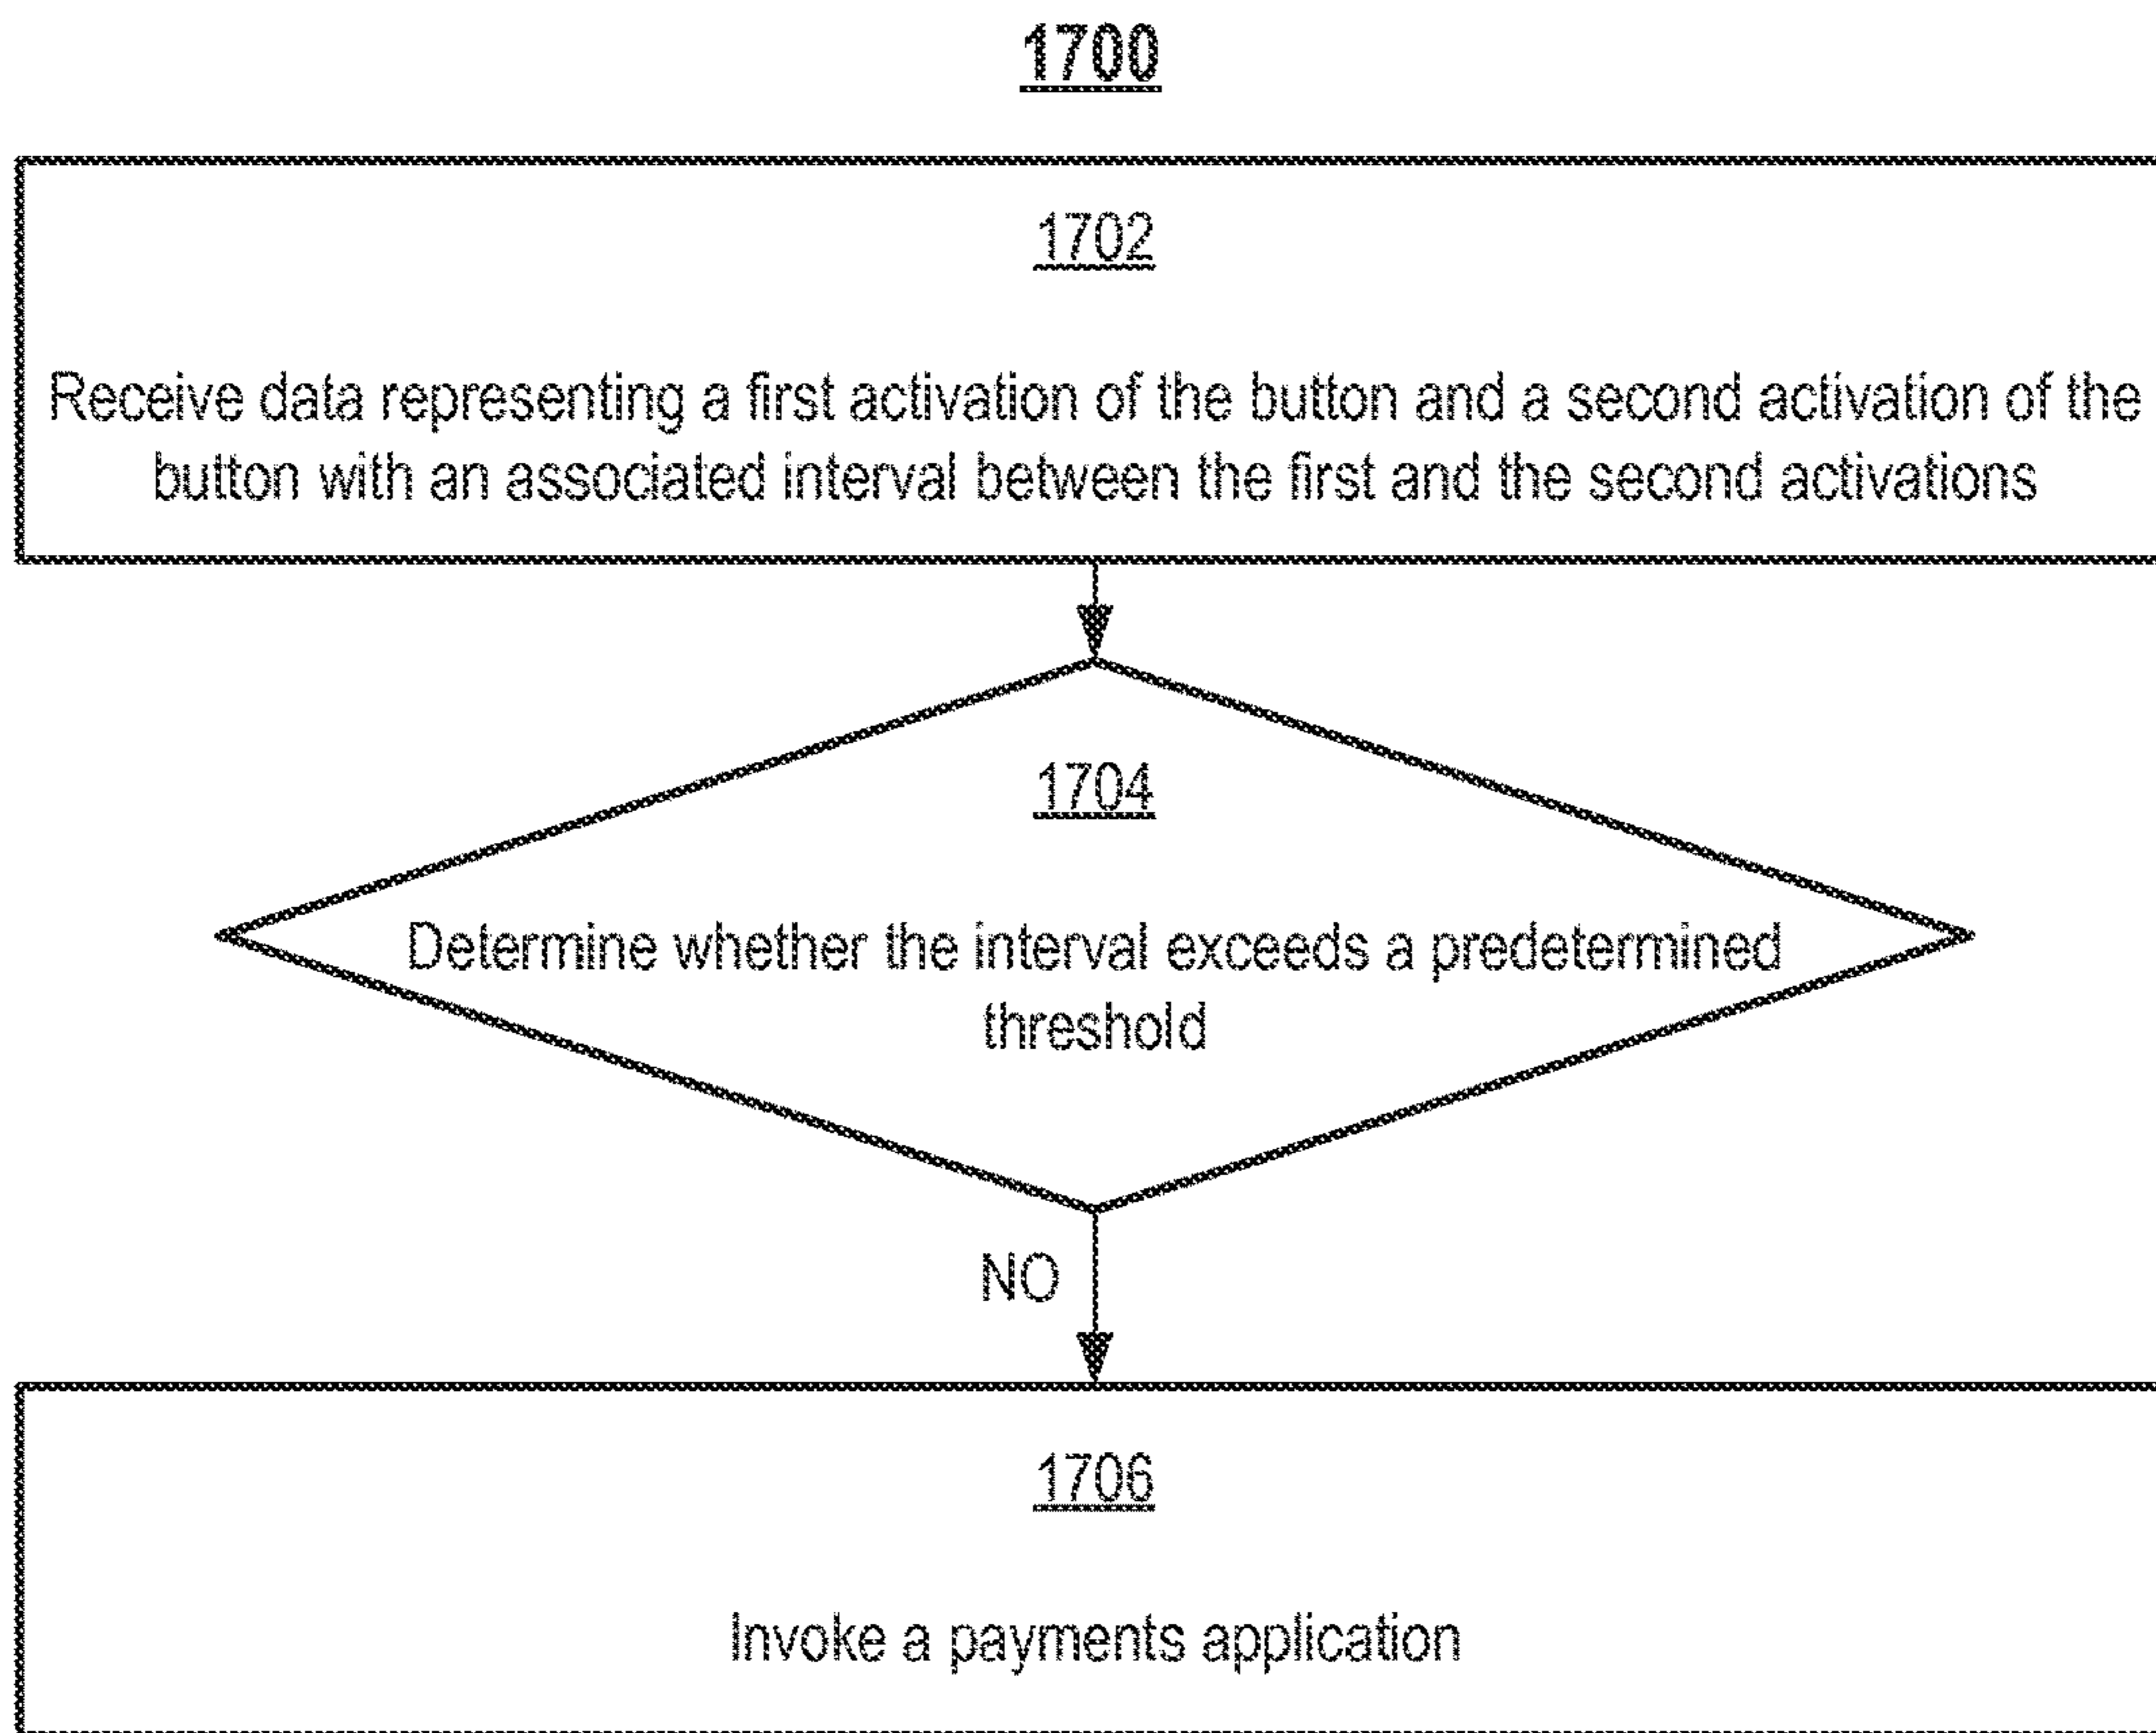 1700
1702
Receive data representing a first activation of the button and a second activation of the
button with an associated interval between the first and the second activations
1704
Determine whether the interval exceeds a predetermined
threshold
NO
1706
Invoke a payments application